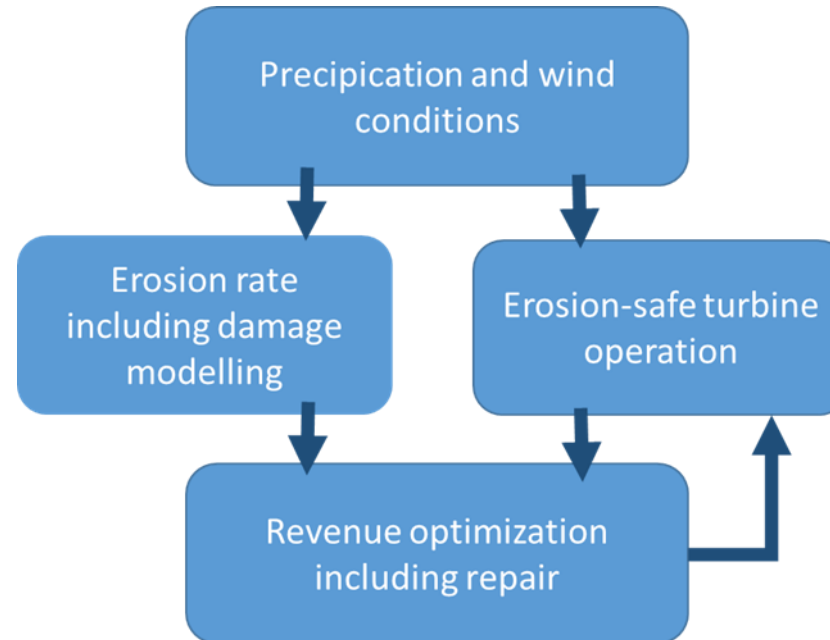 Precipication and wind
conditions
Erosion rate
including damage
modelling
Erosion-safe turbine
operation
Revenue optimization
including repair